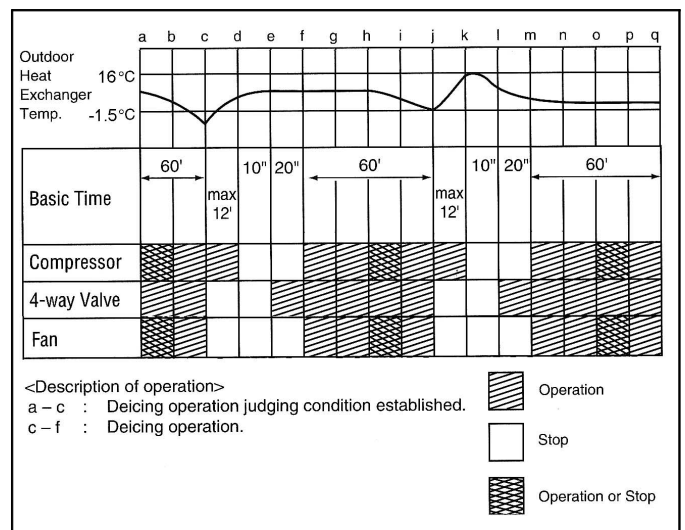 a b c d e f g h i j k l m n o p q
Outdoor
Heat 16°C
Exchanger
Temp. -1.5°C
60' 10" 20" 60' 10" 20" 60'
Basic Time
max max
12' 12'
Compressor
4-way Valve
Fan
<Description of operation>
a – c : Deicing operation judging condition established.
c – f : Deicing operation.
Operation
Stop
Operation or Stop